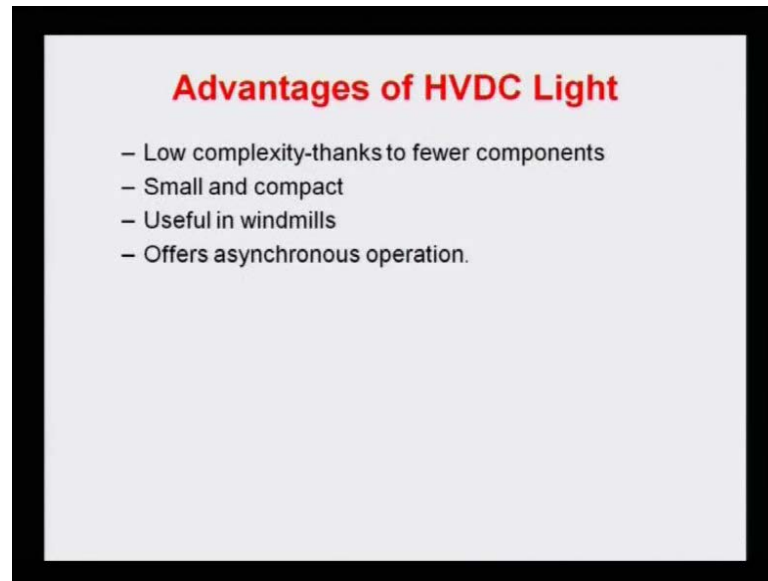 Advantages of HVDC Light
– Low complexity-thanks to fewer components
– Small and compact
– Useful in windmills
– Offers asynchronous operation.